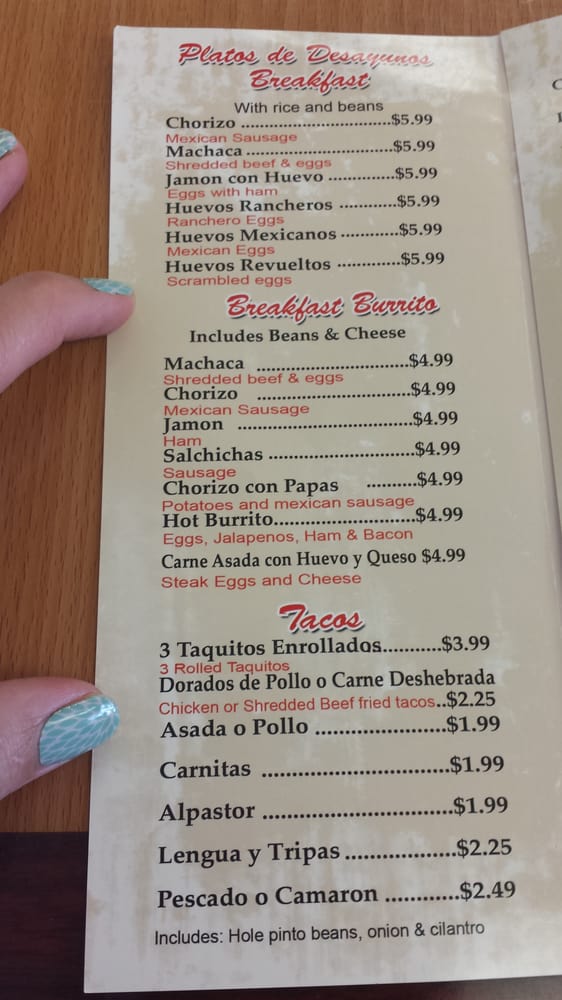 Platos de Desayunos
Breakfast
With rice and beans
Chorizo ..................................$5.99
Mexican Sausage
Machaca ..................................$5.99
Shredded beef & eggs
Jamon con Huevo .............$5.99
Eggs with ham
Huevos Rancheros ............$5.99
Ranchero Eggs
Huevos Mexicanos ............$5.99
Mexican Eggs
Huevos Revueltos .............$5.99
Scrambled eggs
Breakfast Burrito
Includes Beans & Cheese
Machaca ................................$4.99
Shredded beef & eggs
Chorizo ................................$4.99
Mexican Sausage
Jamon ....................................$4.99
Ham
Salchichas ..............................$4.99
Sausage
Chorizo con Papas ..........$4.99
Potatoes and mexican sausage
Hot Burrito.............................$4.99
Eggs, Jalapenos, Ham & Bacon
Carne Asada con Huevo y Queso $4.99
Steak Eggs and Cheese
Tacos
3 Taquitos Enrollados...........$3.99
3 Rolled Taquitos
Dorados de Pollo o Carne Deshebrada
Chicken or Shredded Beef fried tacos..$2.25
Asada o Pollo .....................$1.99
Carnitas ..............................$1.99
Alpastor ...............................$1.99
Lengua y Tripas..................$2.25
Pescado o Camaron ............$2.49
Includes: Hole pinto beans, onion & cilantro